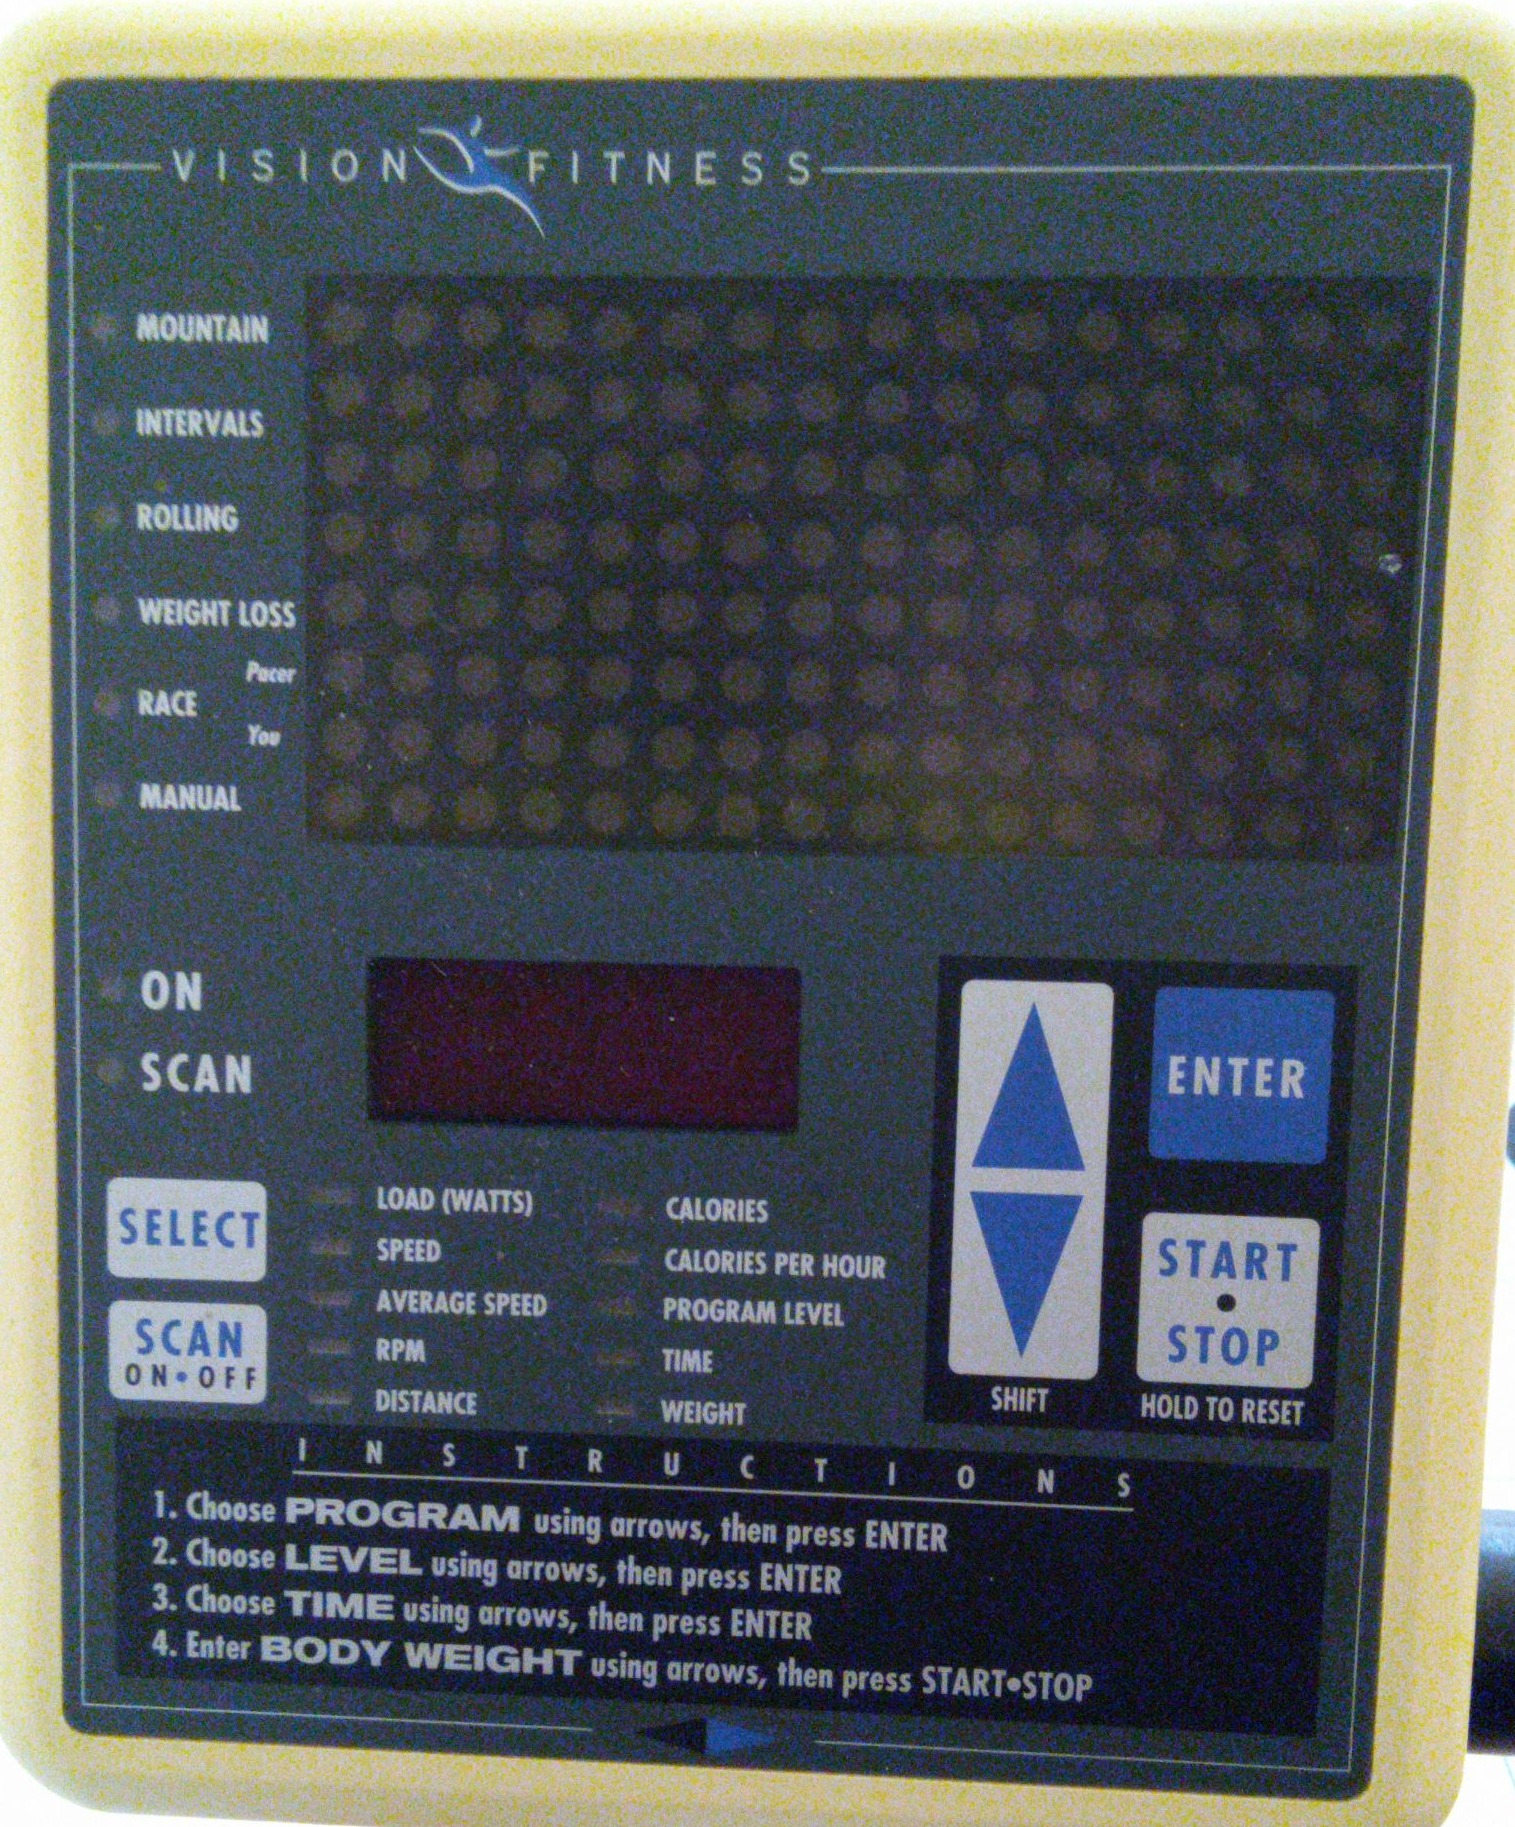 VISION FITNESS
MOUNTAIN
INTERVALS
ROLLING
WEIGHT LOSS
Pacer
RACE
You
MANUAL
ON
SCAN
ENTER
SELECT
SCAN
ON•OFF
LOAD (WATTS)
SPEED
AVERAGE SPEED
RPM
DISTANCE
CALORIES
CALORIES PER HOUR
PROGRAM LEVEL
TIME
WEIGHT
START
•
STOP
SHIFT
HOLD TO RESET
INSTRUCTIONS
1. Choose PROGRAM using arrows, then press ENTER
2. Choose LEVEL using arrows, then press ENTER
3. Choose TIME using arrows, then press ENTER
4. Enter BODY WEIGHT using arrows, then press START•STOP